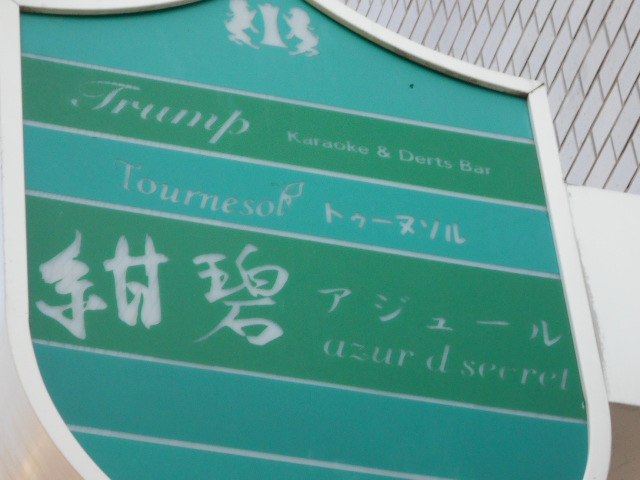 Trump Karaoke & Derts Bar
Tournesol トゥーヌソル
紺碧 アジュール
azur d secret